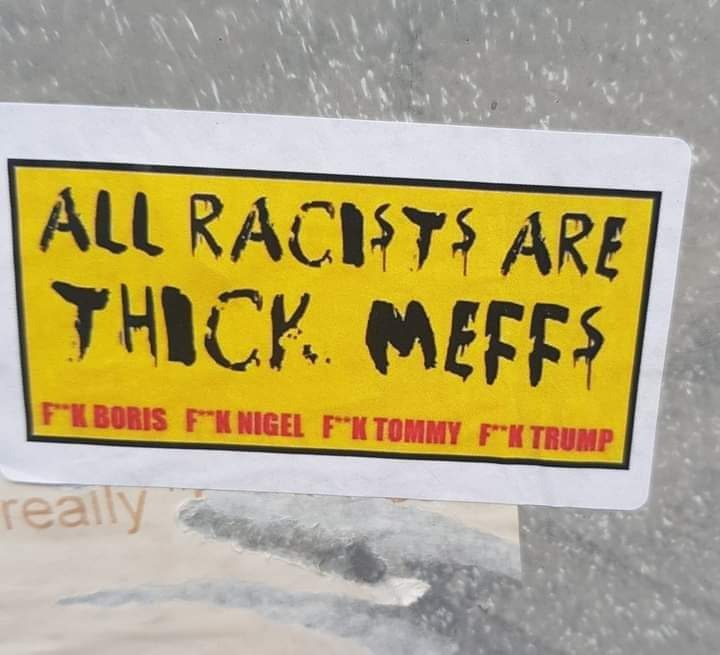 ALL RACISTS ARE
THICK MEFFS
F**K BORIS F**K NIGEL F**K TOMMY F**K TRUMP
really